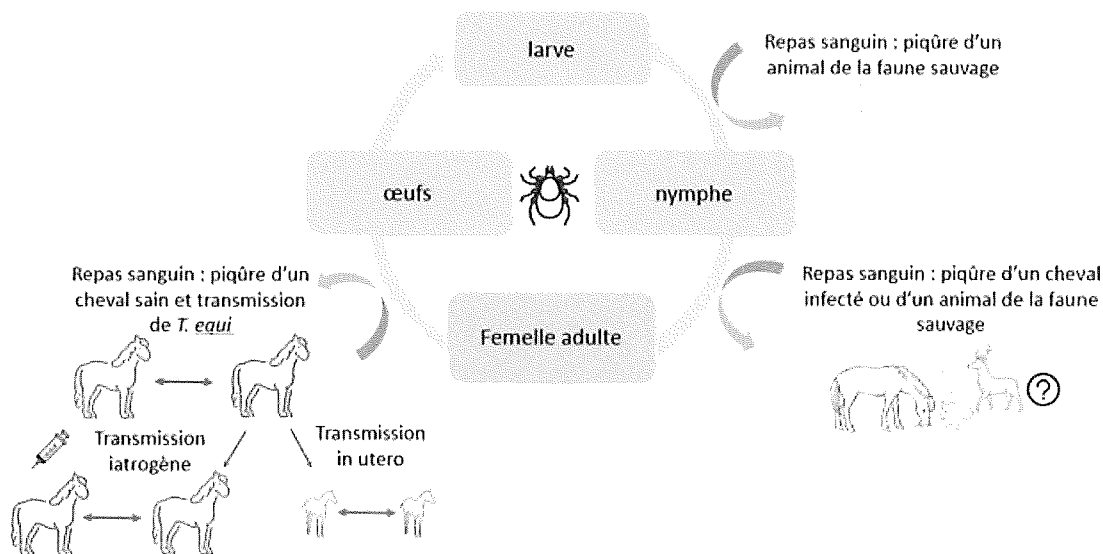 larve
Repas sanguin : piqûre d'un
animal de la faune sauvage
œufs
nymphe
Repas sanguin : piqûre d'un
cheval sain et transmission
de T. equi
Femelle adulte
Repas sanguin : piqûre d'un cheval
infecté ou d'un animal de la faune
sauvage
?
Transmission
iatrogène
Transmission
in utero